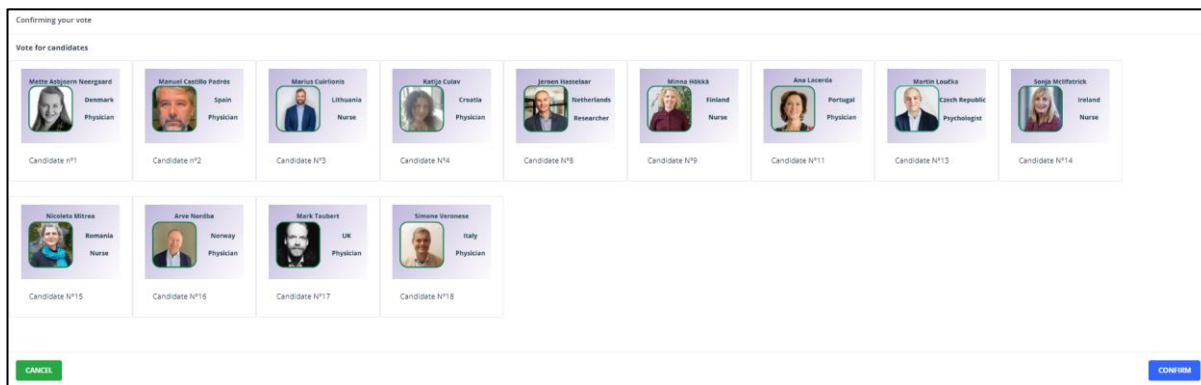 Confirming your vote
Vote for candidates
Mette Asbjoern Neergaard
Denmark
Physician
Candidate nº1
Manuel Castillo Padrós
Spain
Physician
Candidate nº2
Marius Čiurlionis
Lithuania
Nurse
Candidate Nº3
Katija Čulav
Croatia
Physician
Candidate Nº4
Jeroen Hasselaar
Netherlands
Researcher
Candidate Nº8
Minna Hökkä
Finland
Nurse
Candidate Nº9
Ana Lacerda
Portugal
Physician
Candidate Nº11
Martin Loučka
Czech Republic
Psychologist
Candidate Nº13
Sonja McIlfatrick
Ireland
Nurse
Candidate Nº14
Nicoleta Mitrea
Romania
Nurse
Candidate Nº15
Arve Nordbø
Norway
Physician
Candidate Nº16
Mark Taubert
UK
Physician
Candidate Nº17
Simone Veronese
Italy
Physician
Candidate Nº18
CANCEL
CONFIRM